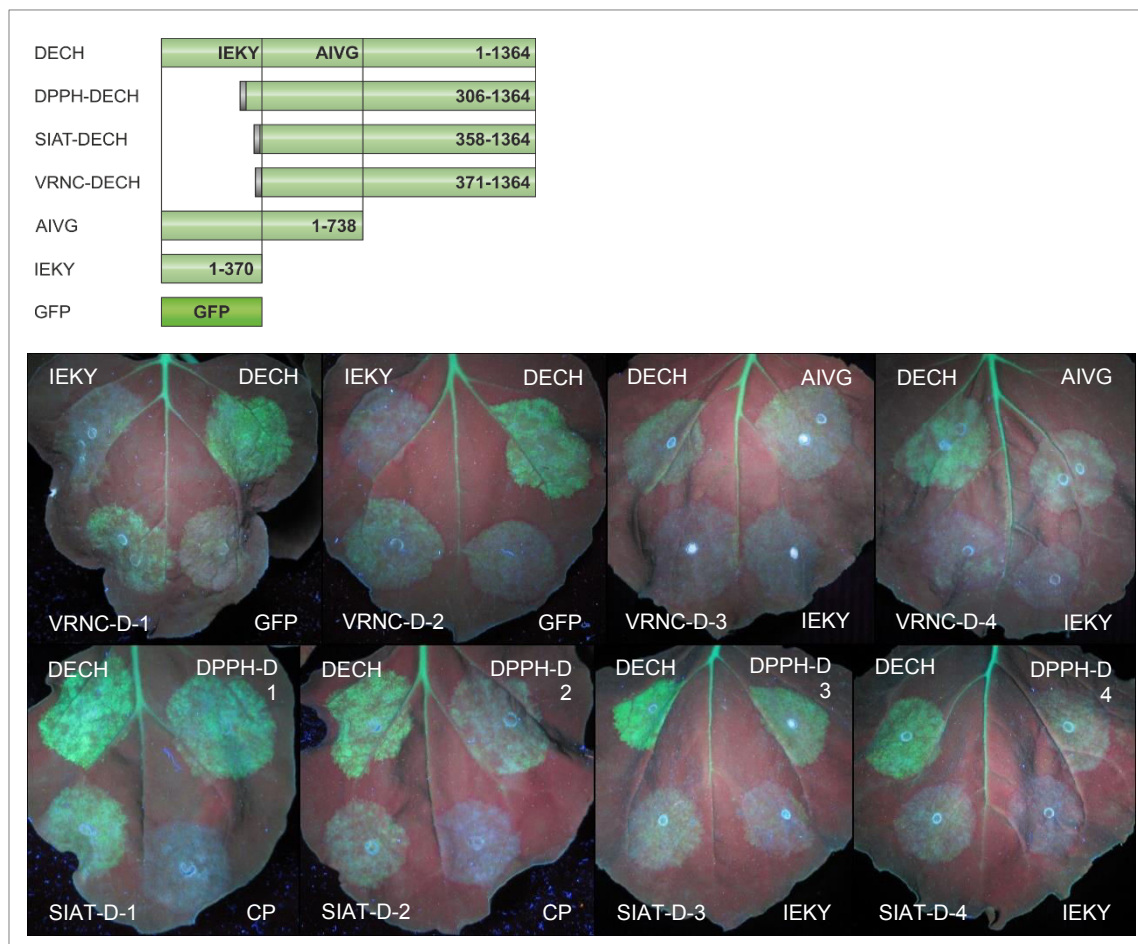 DECH IEKY AIVG 1-1364
DPPH-DECH 306-1364
SIAT-DECH 358-1364
VRNC-DECH 371-1364
AIVG 1-738
IEKY 1-370
GFP GFP
IEKY DECH IEKY DECH DECH AIVG DECH AIVG
VRNC-D-1 GFP VRNC-D-2 GFP VRNC-D-3 IEKY VRNC-D-4 IEKY
DECH DPPH-D DECH DPPH-D DECH DPPH-D DECH DPPH-D
1 2 3 4
SIAT-D-1 CP SIAT-D-2 CP SIAT-D-3 IEKY SIAT-D-4 IEKY